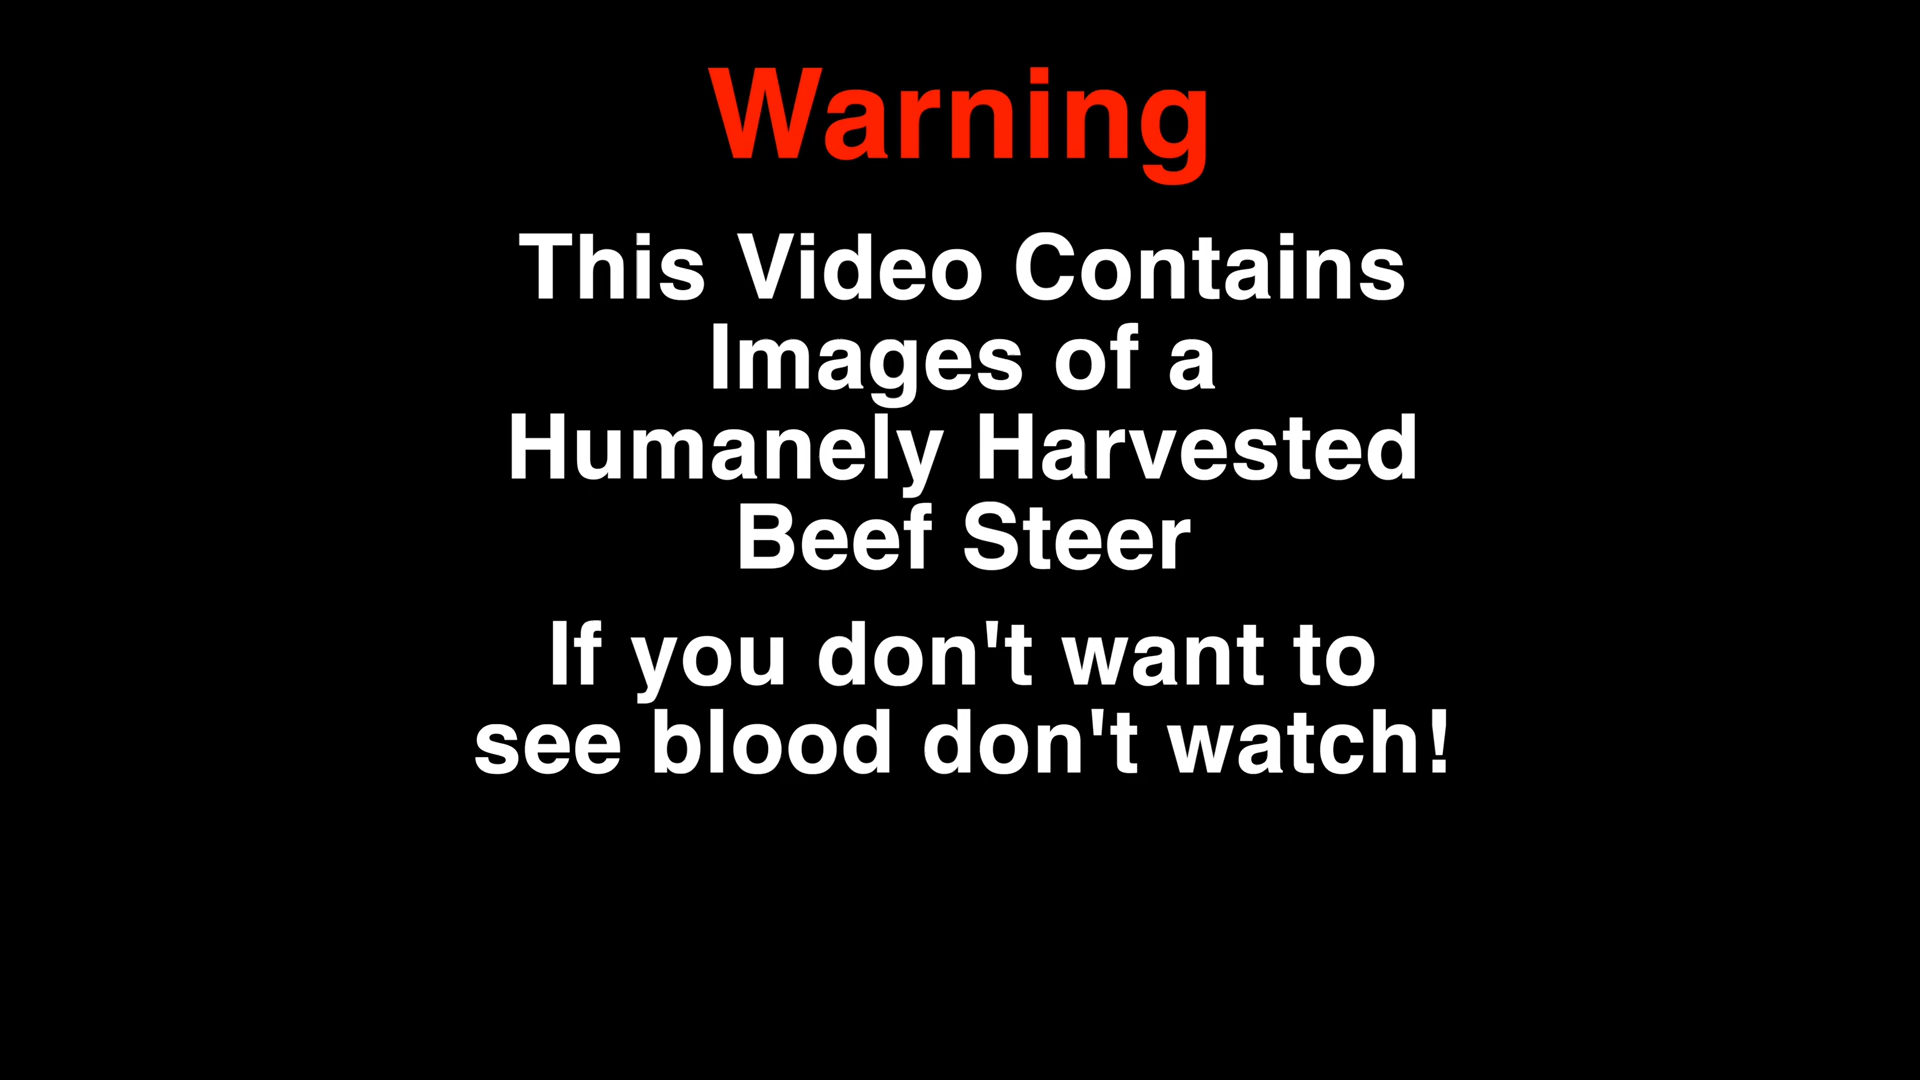 Warning
This Video Contains
Images of a
Humanely Harvested
Beef Steer
If you don't want to
see blood don't watch!